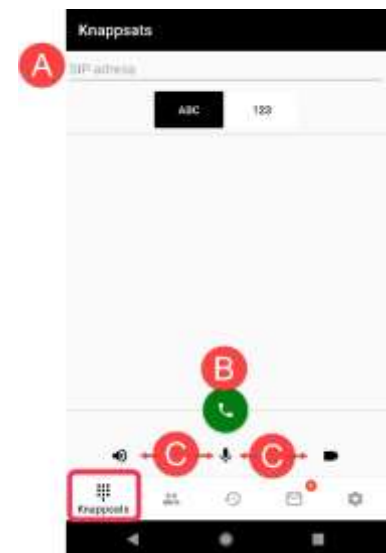 Knappsats
A
SIP adress
ABC 123
B
C C
Knappsats